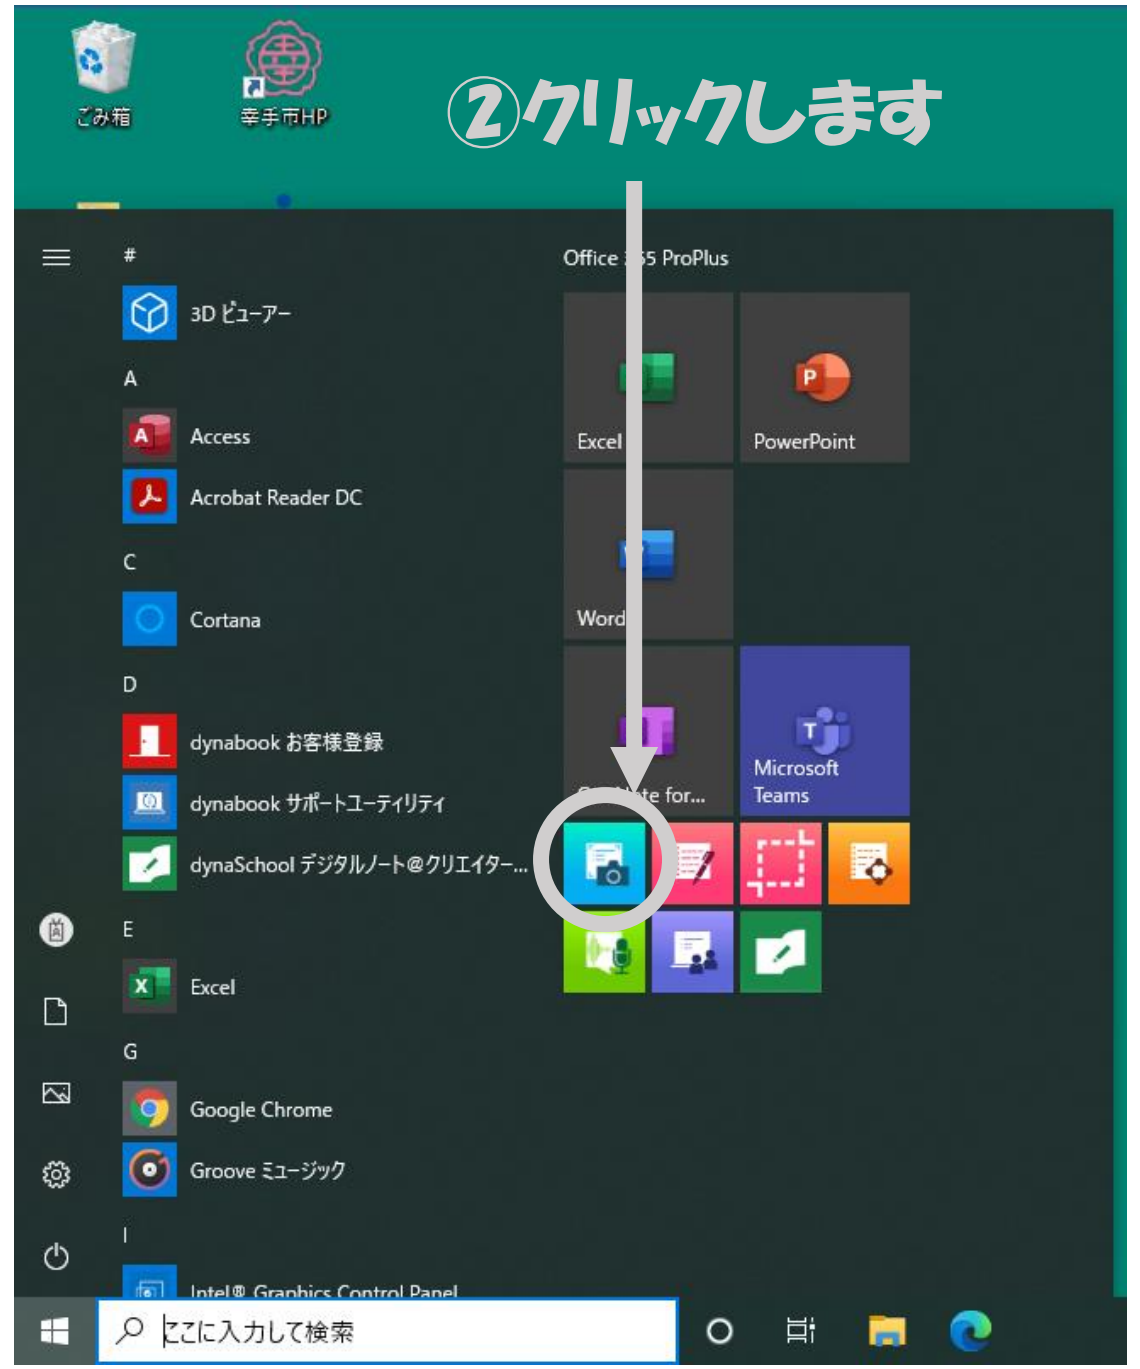 ごみ箱
幸手市HP
②クリックします
#
3D ビューアー
A
Access
Acrobat Reader DC
C
Cortana
D
dynabook お客様登録
dynabook サポートユーティリティ
dynaSchool デジタルノート@クリエイター...
E
Excel
G
Google Chrome
Groove ミュージック
I
Intel® Graphics Control Panel
Office 365 ProPlus
Excel
PowerPoint
Word
OneNote for...
Microsoft
Teams
ここに入力して検索